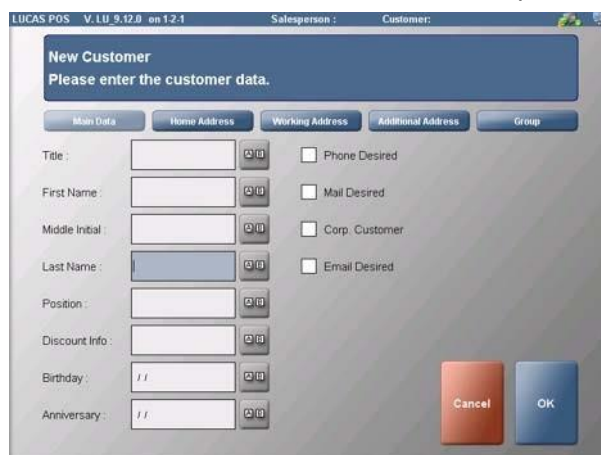 LUCAS POS V. LU_9.12.0 on 1-2-1 Salesperson : Customer:
New Customer
Please enter the customer data.
Main Data Home Address Working Address Additional Address Group
Title : Phone Desired
First Name : Mail Desired
Middle Initial : Corp. Customer
Last Name : Email Desired
Position :
Discount Info :
Birthday : / /
Anniversary : / /
Cancel OK